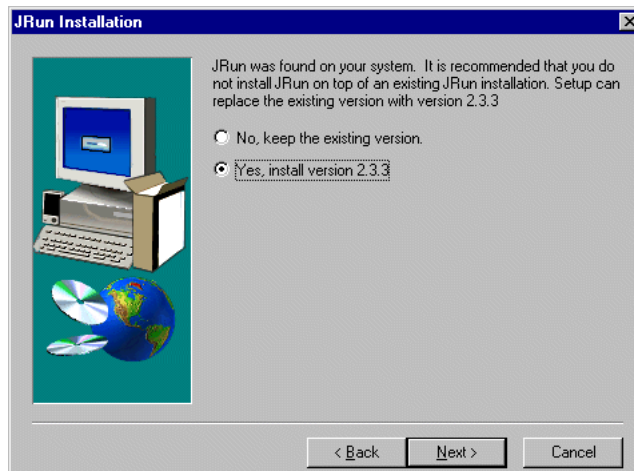 JRun Installation
JRun was found on your system. It is recommended that you do
not install JRun on top of an existing JRun installation. Setup can
replace the existing version with version 2.3.3
No, keep the existing version.
Yes, install version 2.3.3
< Back
Next >
Cancel